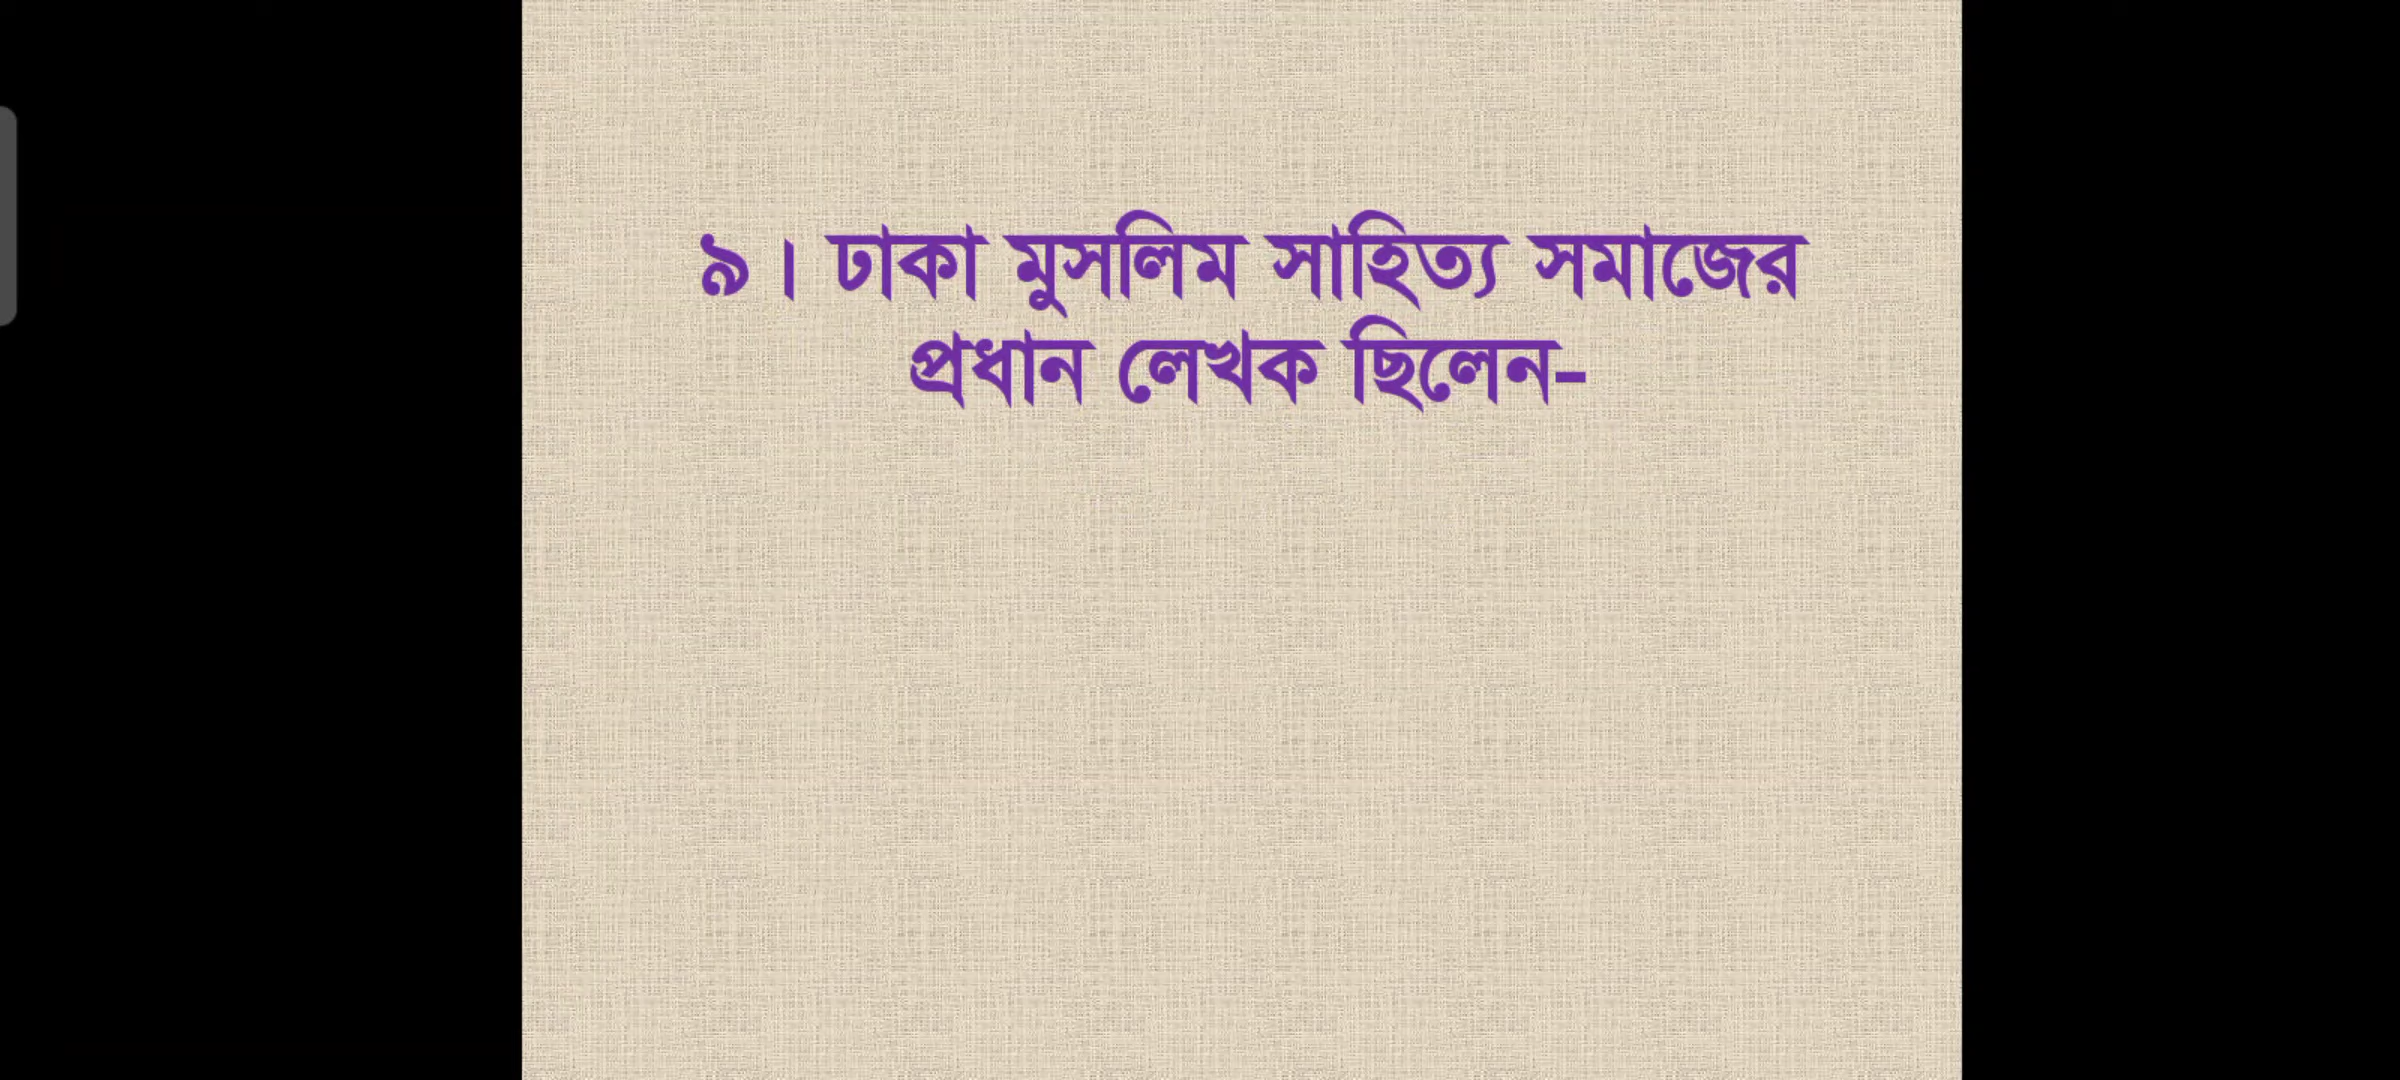 ৯। ঢাকা মুসলিম সাহিত্য সমাজের
প্রধান লেখক ছিলেন-